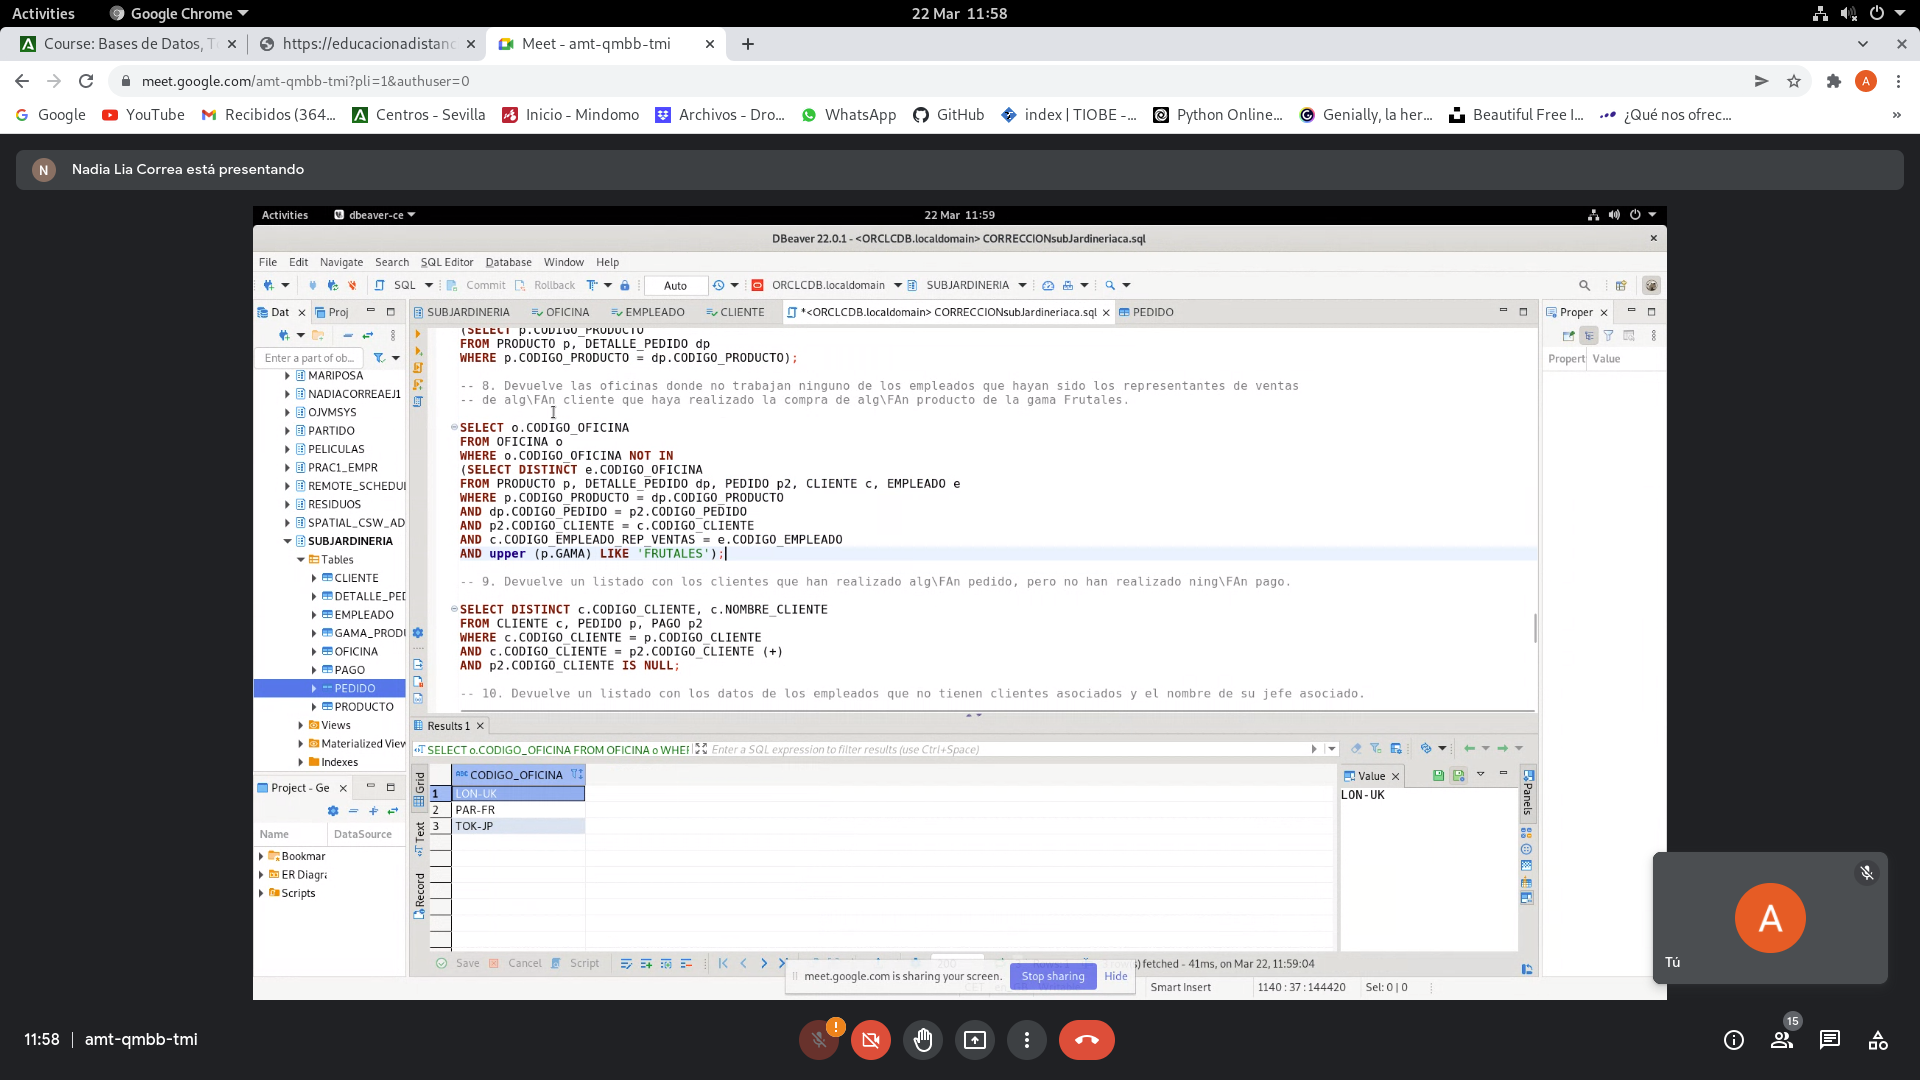 Activities
Google Chrome
22 Mar 11:58
Course: Bases de Datos, T
https://educacionadistanc
Meet - amt-qmbb-tmi
meet.google.com/amt-qmbb-tmi?pli=1&authuser=0
A
Google
YouTube
Recibidos (364...
Centros - Sevilla
Inicio - Mindomo
Archivos - Dro...
WhatsApp
GitHub
index | TIOBE -...
Python Online...
Genially, la her...
Beautiful Free I...
¿Qué nos ofrec...
N
Nadia Lia Correa está presentando
Activities
dbeaver-ce
22 Mar 11:59
DBeaver 22.0.1 - <ORCLCDB.localdomain> CORRECCIONsubJardineriaca.sql
File Edit Navigate Search SQL Editor Database Window Help
SQL
Commit
Rollback
Auto
ORCLCDB.localdomain
SUBJARDINERIA
Dat
Proj
SUBJARDINERIA
OFICINA
EMPLEADO
CLIENTE
*<ORCLCDB.localdomain> CORRECCIONsubJardineriaca.sql
PEDIDO
Proper
Enter a part of ob...
Propert
Value
MARIPOSA
NADIACORREAEJ1
OJVMSYS
PARTIDO
PELICULAS
PRAC1_EMPR
REMOTE_SCHEDUL
RESIDUOS
SPATIAL_CSW_AD
SUBJARDINERIA
Tables
CLIENTE
DETALLE_PED
EMPLEADO
GAMA_PRODU
OFICINA
PAGO
PEDIDO
PRODUCTO
Views
Materialized View
Indexes
(SELECT p.CODIGO_PRODUCTO
FROM PRODUCTO p, DETALLE_PEDIDO dp
WHERE p.CODIGO_PRODUCTO = dp.CODIGO_PRODUCTO);
-- 8. Devuelve las oficinas donde no trabajan ninguno de los empleados que hayan sido los representantes de ventas
-- de alg\FAn cliente que haya realizado la compra de alg\FAn producto de la gama Frutales.
SELECT o.CODIGO_OFICINA
FROM OFICINA o
WHERE o.CODIGO_OFICINA NOT IN
(SELECT DISTINCT e.CODIGO_OFICINA
FROM PRODUCTO p, DETALLE_PEDIDO dp, PEDIDO p2, CLIENTE c, EMPLEADO e
WHERE p.CODIGO_PRODUCTO = dp.CODIGO_PRODUCTO
AND dp.CODIGO_PEDIDO = p2.CODIGO_PEDIDO
AND p2.CODIGO_CLIENTE = c.CODIGO_CLIENTE
AND c.CODIGO_EMPLEADO_REP_VENTAS = e.CODIGO_EMPLEADO
AND upper (p.GAMA) LIKE 'FRUTALES');
-- 9. Devuelve un listado con los clientes que han realizado alg\FAn pedido, pero no han realizado ning\FAn pago.
SELECT DISTINCT c.CODIGO_CLIENTE, c.NOMBRE_CLIENTE
FROM CLIENTE c, PEDIDO p, PAGO p2
WHERE c.CODIGO_CLIENTE = p.CODIGO_CLIENTE
AND c.CODIGO_CLIENTE = p2.CODIGO_CLIENTE (+)
AND p2.CODIGO_CLIENTE IS NULL;
-- 10. Devuelve un listado con los datos de los empleados que no tienen clientes asociados y el nombre de su jefe asociado.
Project - Ge
Name
DataSource
Bookmar
ER Diagra
Scripts
Results 1
SELECT o.CODIGO_OFICINA FROM OFICINA o WHER
Enter a SQL expression to filter results (use Ctrl+Space)
Grid
Text
Record
CODIGO_OFICINA
1 LON-UK
2 PAR-FR
3 TOK-JP
Value
LON-UK
Panels
Save
Cancel
Script
200
fetched - 41ms, on Mar 22, 11:59:04
meet.google.com is sharing your screen.
Stop sharing
Hide
Smart Insert
1140 : 37 : 144420
Sel: 0 | 0
A
Tú
11:58
amt-qmbb-tmi
15